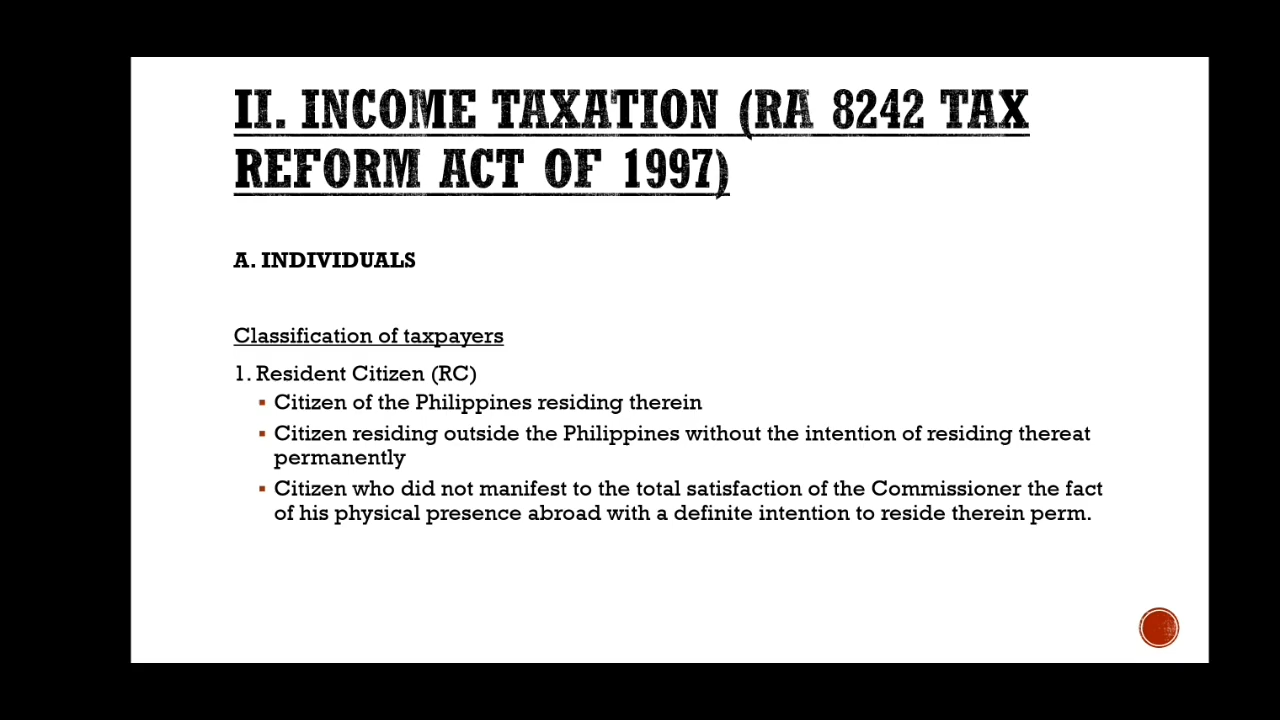 II. INCOME TAXATION (RA 8242 TAX
REFORM ACT OF 1997)
A. INDIVIDUALS
Classification of taxpayers
1. Resident Citizen (RC)
▪ Citizen of the Philippines residing therein
▪ Citizen residing outside the Philippines without the intention of residing thereat
permanently
▪ Citizen who did not manifest to the total satisfaction of the Commissioner the fact
of his physical presence abroad with a definite intention to reside therein perm.